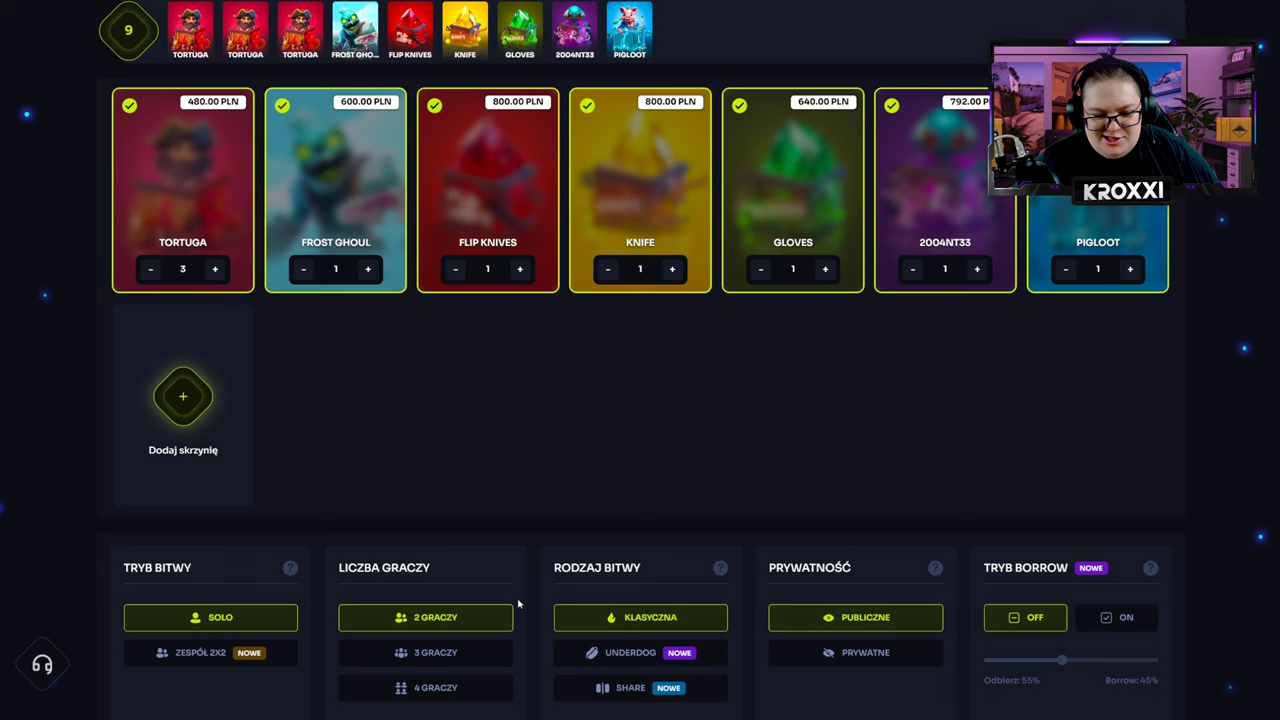 9
TORTUGA
TORTUGA
TORTUGA
FROST GHO...
FLIP KNIVES
KNIFE
GLOVES
2004NT33
PIGLOOT
480.00 PLN
600.00 PLN
800.00 PLN
800.00 PLN
640.00 PLN
792.00 P
KROXXI
TORTUGA
FROST GHOUL
FLIP KNIVES
KNIFE
GLOVES
2004NT33
PIGLOOT
- 3 +
- 1 +
- 1 +
- 1 +
- 1 +
- 1 +
- 1 +
+
Dodaj skrzynię
TRYB BITWY ?
SOLO
ZESPÓŁ 2X2 NOWE
LICZBA GRACZY
2 GRACZY
3 GRACZY
4 GRACZY
RODZAJ BITWY ?
KLASYCZNA
UNDERDOG NOWE
SHARE NOWE
PRYWATNOŚĆ ?
PUBLICZNE
PRYWATNE
TRYB BORROW NOWE ?
OFF
ON
Odbierz: 55%
Borrow: 45%